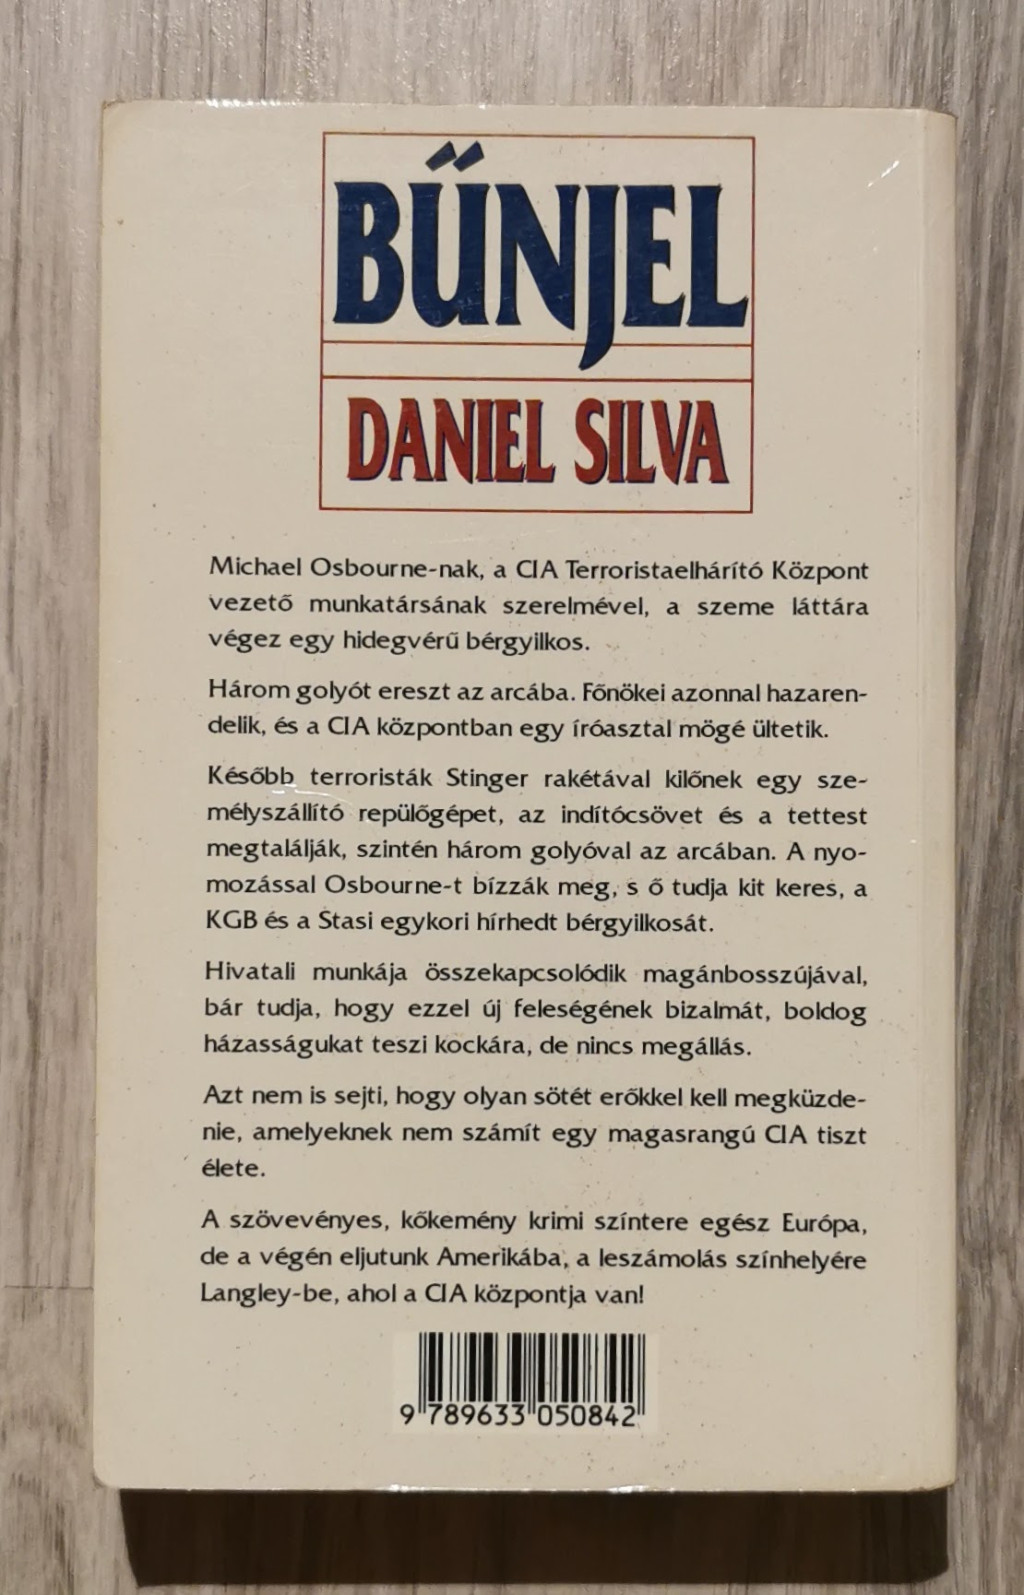 BŰNJEL
DANIEL SILVA
Michael Osbourne-nak, a CIA Terroristaelhárító Központ
vezető munkatársának szerelmével, a szeme láttára
végez egy hidegvérű bérgyilkos.
Három golyót ereszt az arcába. Főnökei azonnal hazaren-
delik, és a CIA központban egy íróasztal mögé ültetik.
Később terroristák Stinger rakétával kilőnek egy sze-
mélyszállító repülőgépet, az indítócsövet és a tettest
megtalálják, szintén három golyóval az arcában. A nyo-
mozással Osbourne-t bízzák meg, s ő tudja kit keres, a
KGB és a Stasi egykori hírhedt bérgyilkosát.
Hivatali munkája összekapcsolódik magánbosszújával,
bár tudja, hogy ezzel új feleségének bizalmát, boldog
házasságukat teszi kockára, de nincs megállás.
Azt nem is sejti, hogy olyan sötét erőkkel kell megküzde-
nie, amelyeknek nem számít egy magasrangú CIA tiszt
élete.
A szövevényes, kőkemény krimi színtere egész Európa,
de a végén eljutunk Amerikába, a leszámolás színhelyére
Langley-be, ahol a CIA központja van!
9 789633 050842